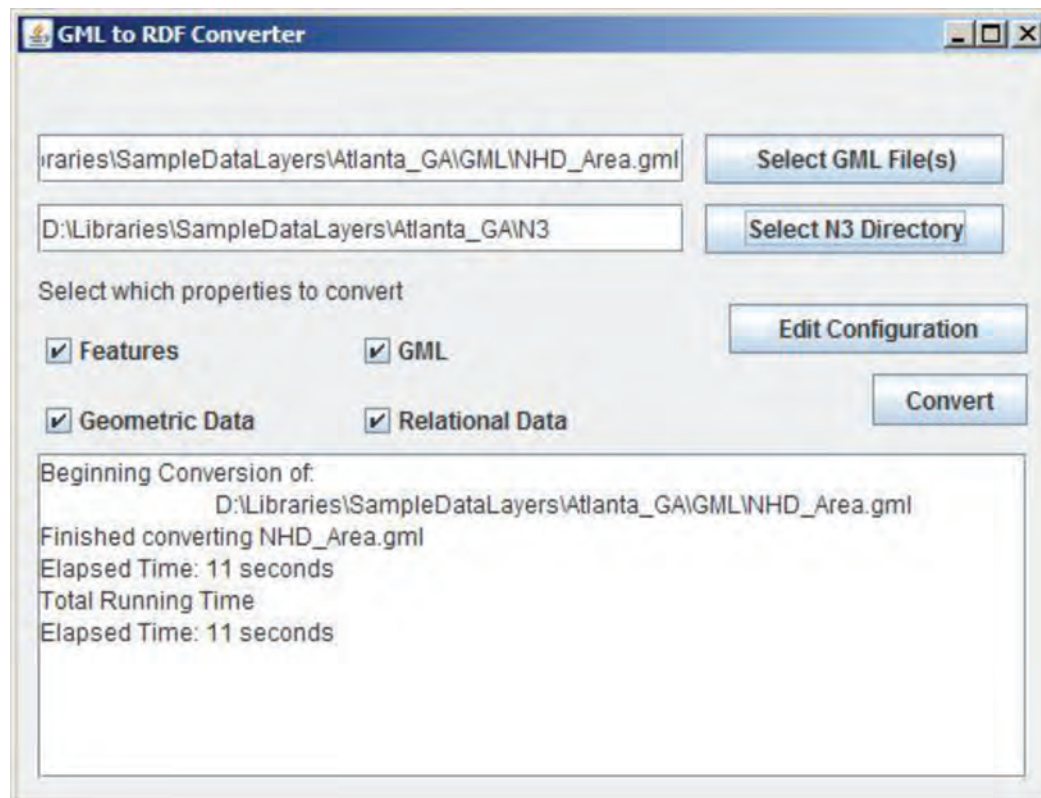 GML to RDF Converter
raries\SampleDataLayers\Atlanta_GA\GML\NHD_Area.gml
Select GML File(s)
D:\Libraries\SampleDataLayers\Atlanta_GA\N3
Select N3 Directory
Select which properties to convert
Edit Configuration
Features
GML
Convert
Geometric Data
Relational Data
Beginning Conversion of:
D:\Libraries\SampleDataLayers\Atlanta_GA\GML\NHD_Area.gml
Finished converting NHD_Area.gml
Elapsed Time: 11 seconds
Total Running Time
Elapsed Time: 11 seconds